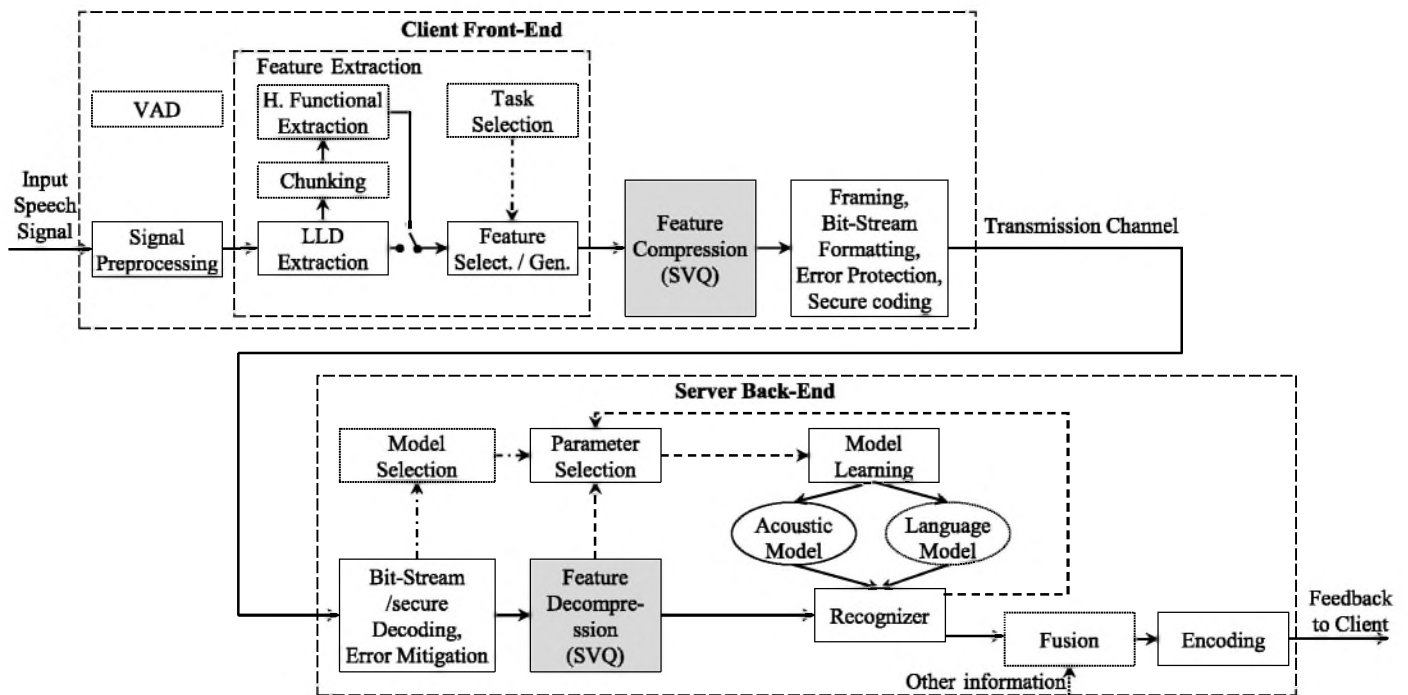 Client Front-End
Feature Extraction
VAD
H. Functional
Extraction
Task
Selection
Chunking
Input
Speech
Signal
Signal
Preprocessing
LLD
Extraction
Feature
Select. / Gen.
Feature
Compression
(SVQ)
Framing,
Bit-Stream
Formatting,
Error Protection,
Secure coding
Transmission Channel
Server Back-End
Model
Selection
Parameter
Selection
Model
Learning
Acoustic
Model
Language
Model
Bit-Stream
/secure
Decoding,
Error Mitigation
Feature
Decompre-
ssion
(SVQ)
Recognizer
Fusion
Encoding
Feedback
to Client
Other information